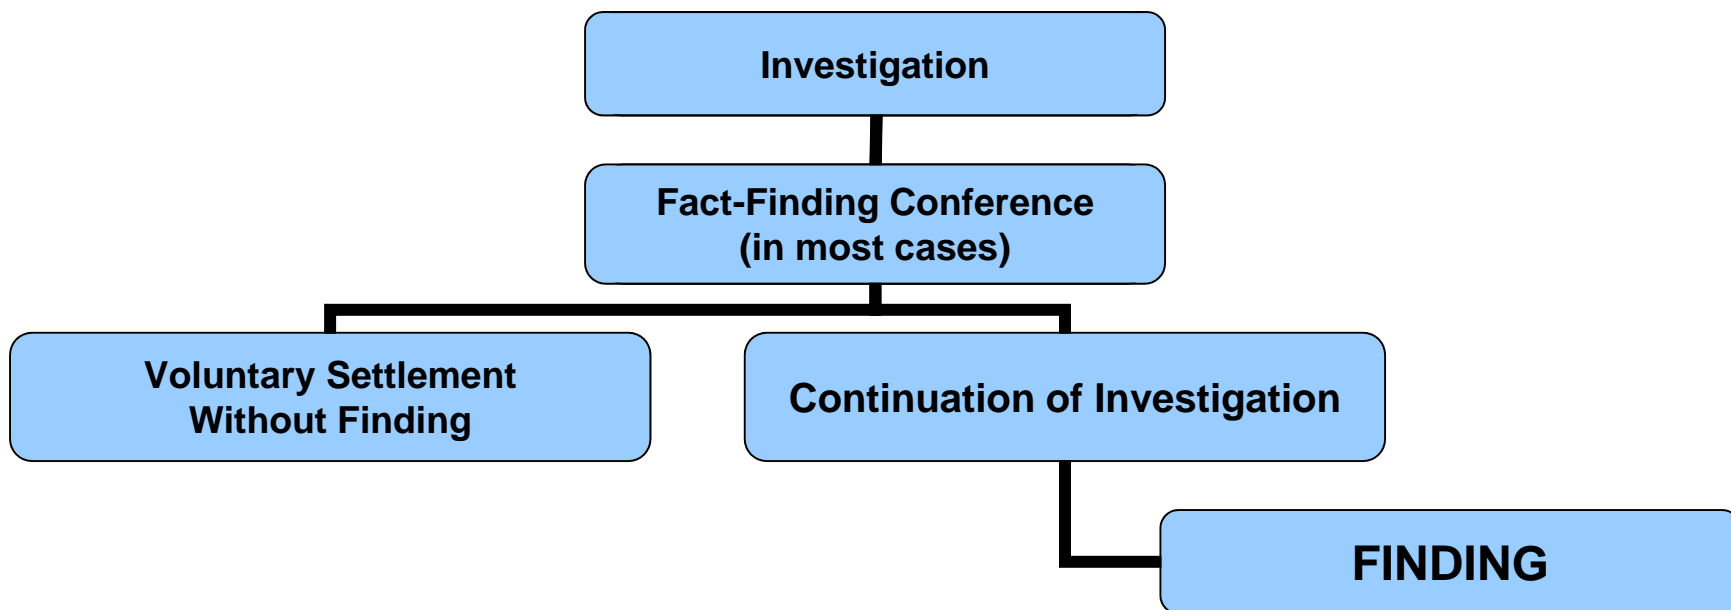 Investigation
Fact-Finding Conference
(in most cases)
Voluntary Settlement
Without Finding
Continuation of Investigation
FINDING